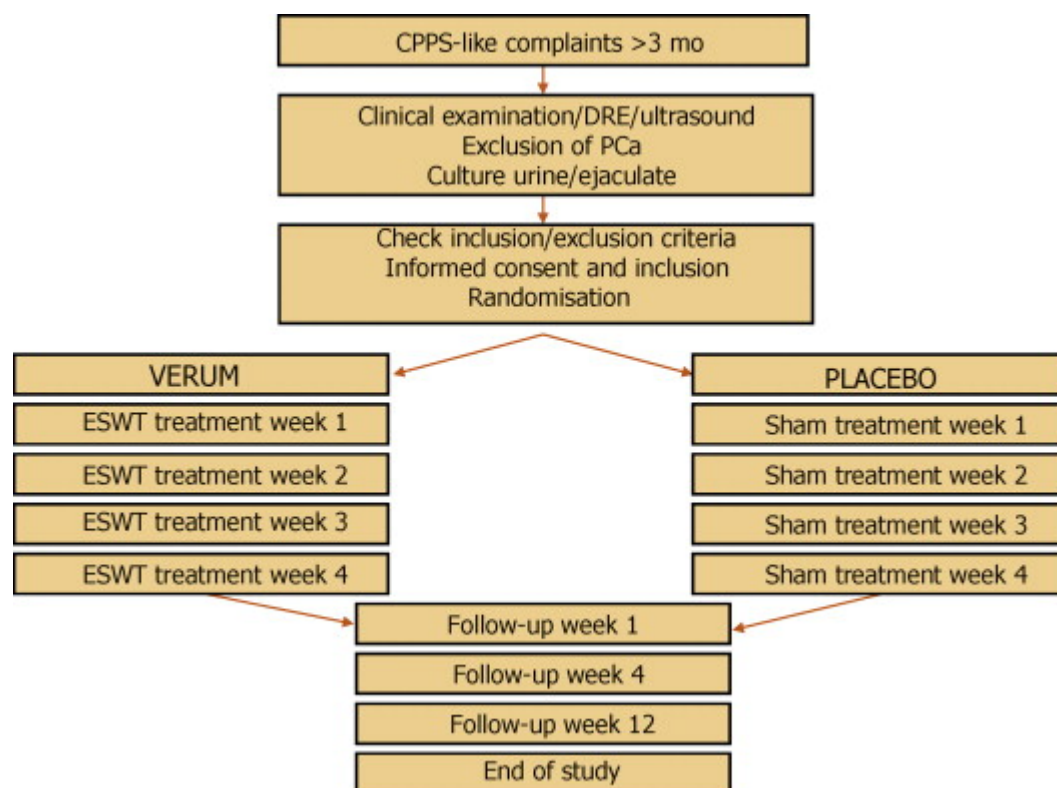 CPPS-like complaints >3 mo
Clinical examination/DRE/ultrasound
Exclusion of PCa
Culture urine/ejaculate
Check inclusion/exclusion criteria
Informed consent and inclusion
Randomisation
VERUM
ESWT treatment week 1
ESWT treatment week 2
ESWT treatment week 3
ESWT treatment week 4
PLACEBO
Sham treatment week 1
Sham treatment week 2
Sham treatment week 3
Sham treatment week 4
Follow-up week 1
Follow-up week 4
Follow-up week 12
End of study